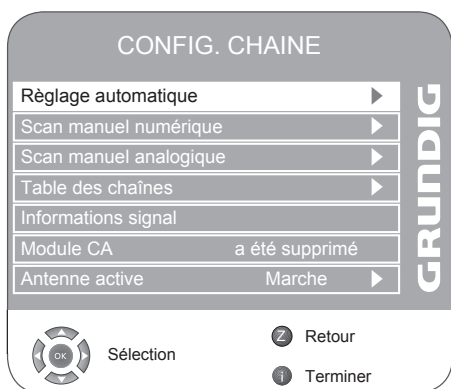 CONFIG. CHAINE
Règlage automatique
Scan manuel numérique
Scan manuel analogique
Table des chaînes
Informations signal
Module CA a été supprimé
Antenne active Marche
GRUNDIG
OK
Sélection
Z Retour
i Terminer